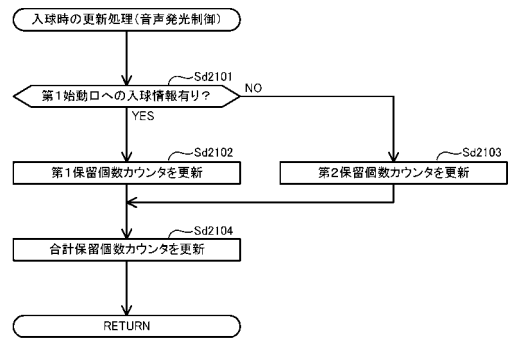 入球時の更新処理(音声発光制御)
Sd2101
第1始動口への入球情報有り?
NO
YES
Sd2102
第1保留個数カウンタを更新
Sd2103
第2保留個数カウンタを更新
Sd2104
合計保留個数カウンタを更新
RETURN